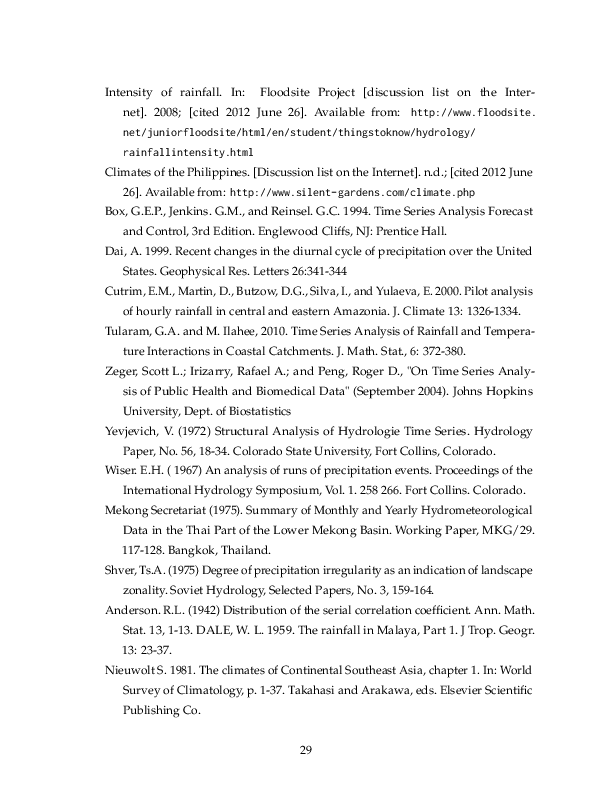 Intensity of rainfall. In: Floodsite Project [discussion list on the Inter-
net]. 2008; [cited 2012 June 26]. Available from: http://www.floodsite.
net/juniorfloodsite/html/en/student/thingstoknow/hydrology/
rainfallintensity.html
Climates of the Philippines. [Discussion list on the Internet]. n.d.; [cited 2012 June
26]. Available from: http://www.silent-gardens.com/climate.php
Box, G.E.P., Jenkins. G.M., and Reinsel. G.C. 1994. Time Series Analysis Forecast
and Control, 3rd Edition. Englewood Cliffs, NJ: Prentice Hall.
Dai, A. 1999. Recent changes in the diurnal cycle of precipitation over the United
States. Geophysical Res. Letters 26:341-344
Cutrim, E.M., Martin, D., Butzow, D.G., Silva, I., and Yulaeva, E. 2000. Pilot analysis
of hourly rainfall in central and eastern Amazonia. J. Climate 13: 1326-1334.
Tularam, G.A. and M. Ilahee, 2010. Time Series Analysis of Rainfall and Tempera-
ture Interactions in Coastal Catchments. J. Math. Stat., 6: 372-380.
Zeger, Scott L.; Irizarry, Rafael A.; and Peng, Roger D., "On Time Series Analy-
sis of Public Health and Biomedical Data" (September 2004). Johns Hopkins
University, Dept. of Biostatistics
Yevjevich, V. (1972) Structural Analysis of Hydrologie Time Series. Hydrology
Paper, No. 56, 18-34. Colorado State University, Fort Collins, Colorado.
Wiser. E.H. ( 1967) An analysis of runs of precipitation events. Proceedings of the
International Hydrology Symposium, Vol. 1. 258 266. Fort Collins. Colorado.
Mekong Secretariat (1975). Summary of Monthly and Yearly Hydrometeorological
Data in the Thai Part of the Lower Mekong Basin. Working Paper, MKG/29.
117-128. Bangkok, Thailand.
Shver, Ts.A. (1975) Degree of precipitation irregularity as an indication of landscape
zonality. Soviet Hydrology, Selected Papers, No. 3, 159-164.
Anderson. R.L. (1942) Distribution of the serial correlation coefficient. Ann. Math.
Stat. 13, 1-13. DALE, W. L. 1959. The rainfall in Malaya, Part 1. J Trop. Geogr.
13: 23-37.
Nieuwolt S. 1981. The climates of Continental Southeast Asia, chapter 1. In: World
Survey of Climatology, p. 1-37. Takahasi and Arakawa, eds. Elsevier Scientific
Publishing Co.
29